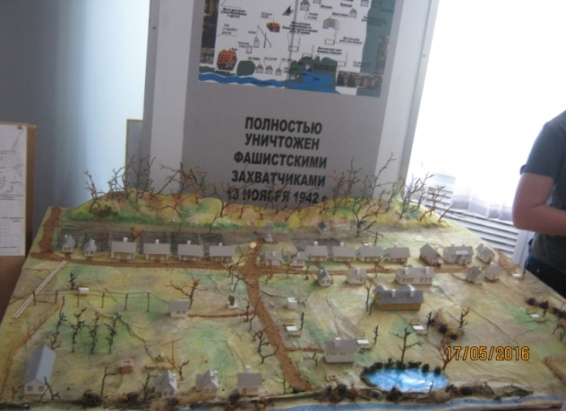 ПОЛНОСТЬЮ
УНИЧТОЖЕН
ФАШИСТСКИМИ
ЗАХВАТЧИКАМИ
13 НОЯБРЯ 1942 г.
17/05/2016